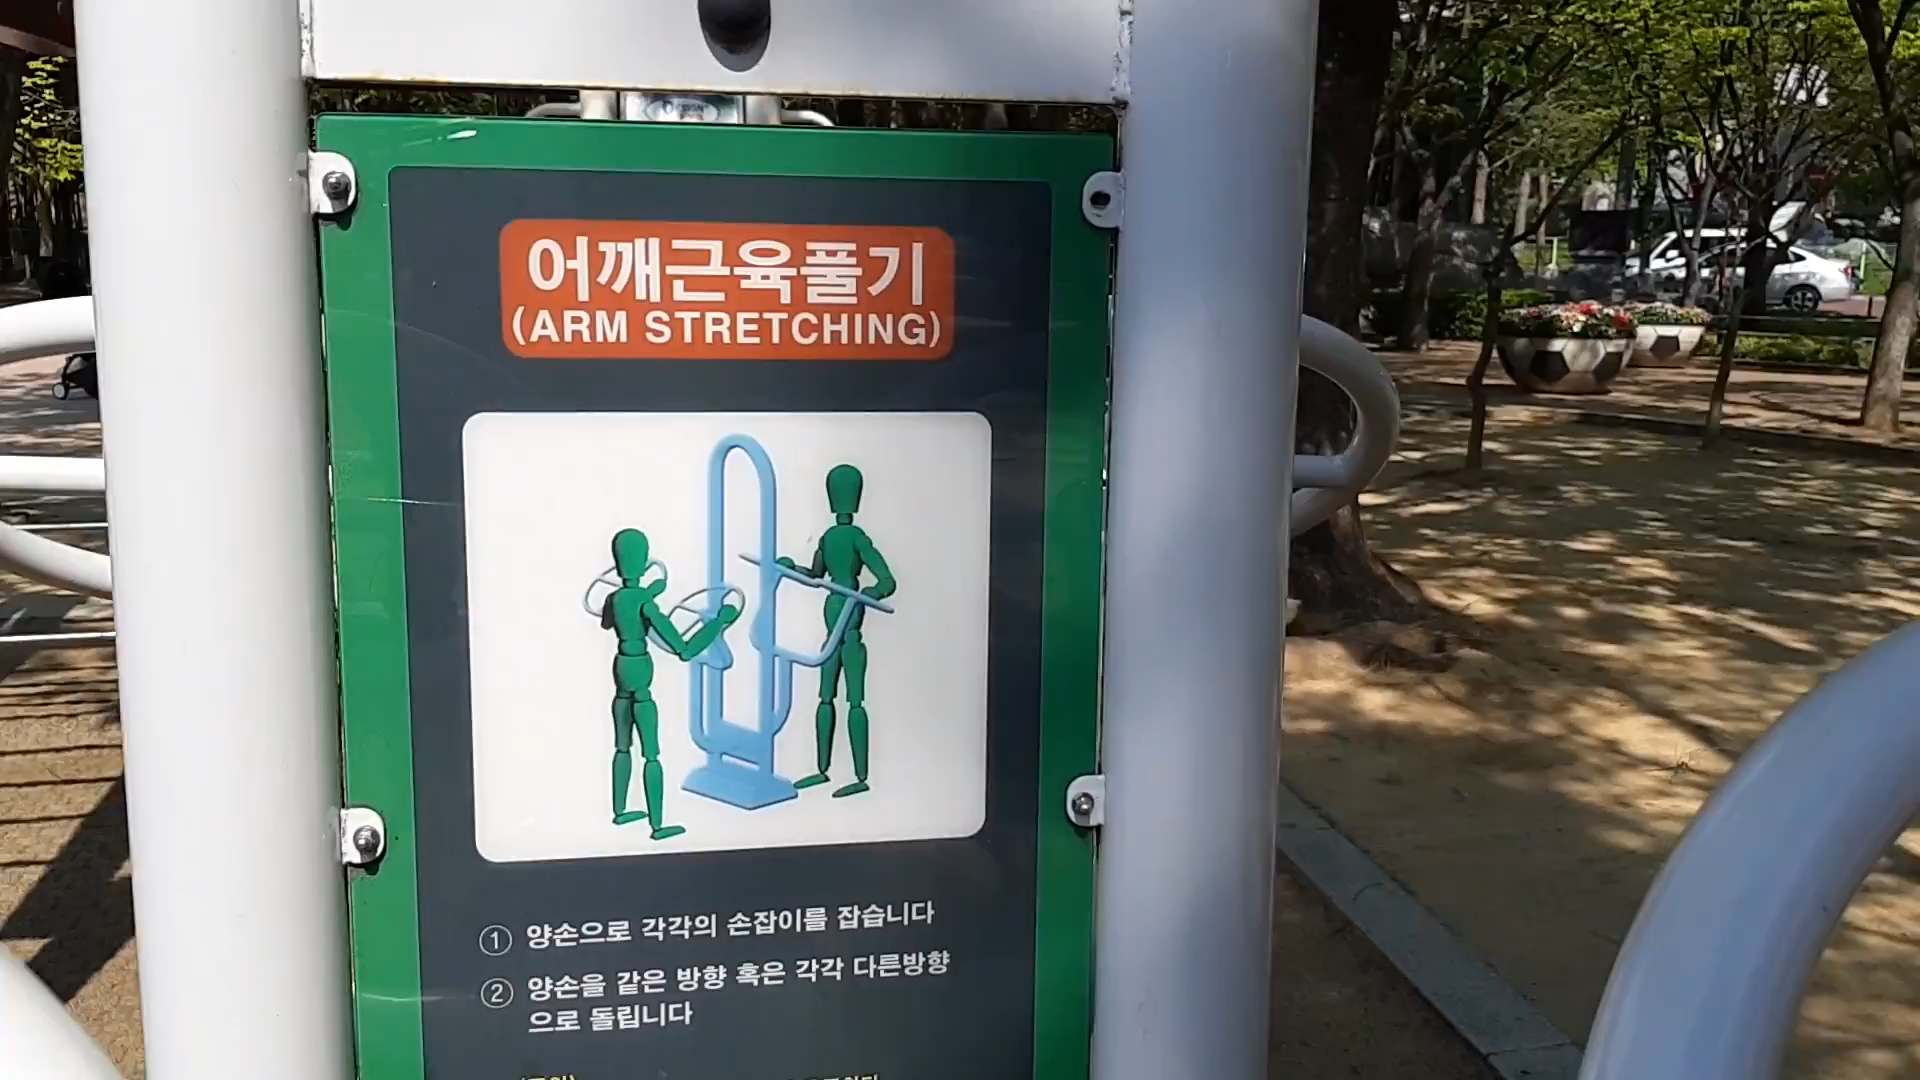 어깨근육풀기
(ARM STRETCHING)
① 양손으로 각각의 손잡이를 잡습니다
② 양손을 같은 방향 혹은 각각 다른방향
으로 돌립니다